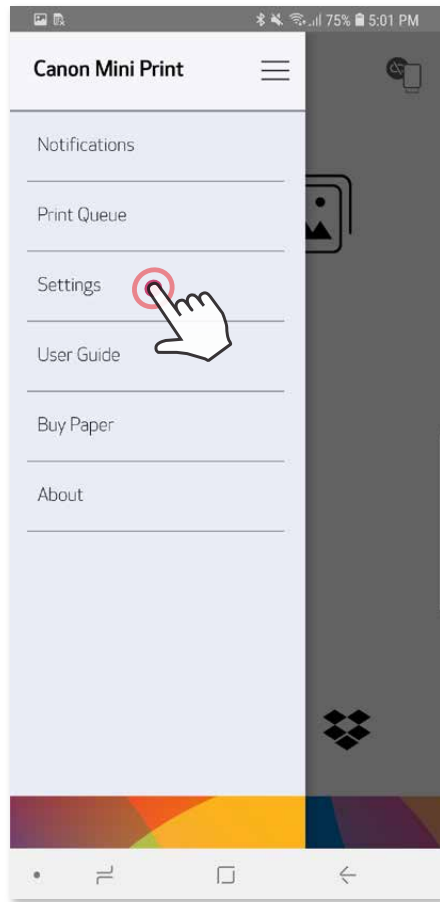 75% 5:01 PM
Canon Mini Print
Notifications
Print Queue
Settings
User Guide
Buy Paper
About